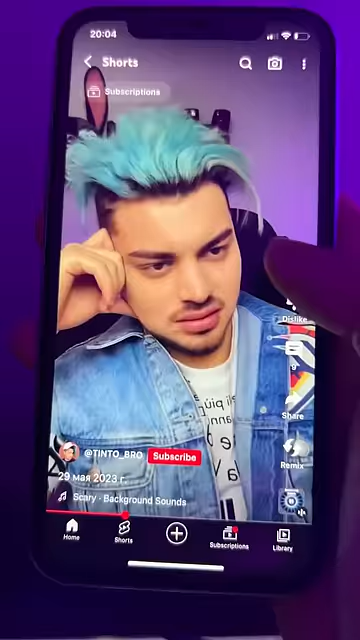 20:04
Shorts
Subscriptions
Dislike
Share
@TINTO_BRO Subscribe
Remix
29 мая 2023 г.
Scary · Background Sounds
Home
Shorts
Subscriptions
Library